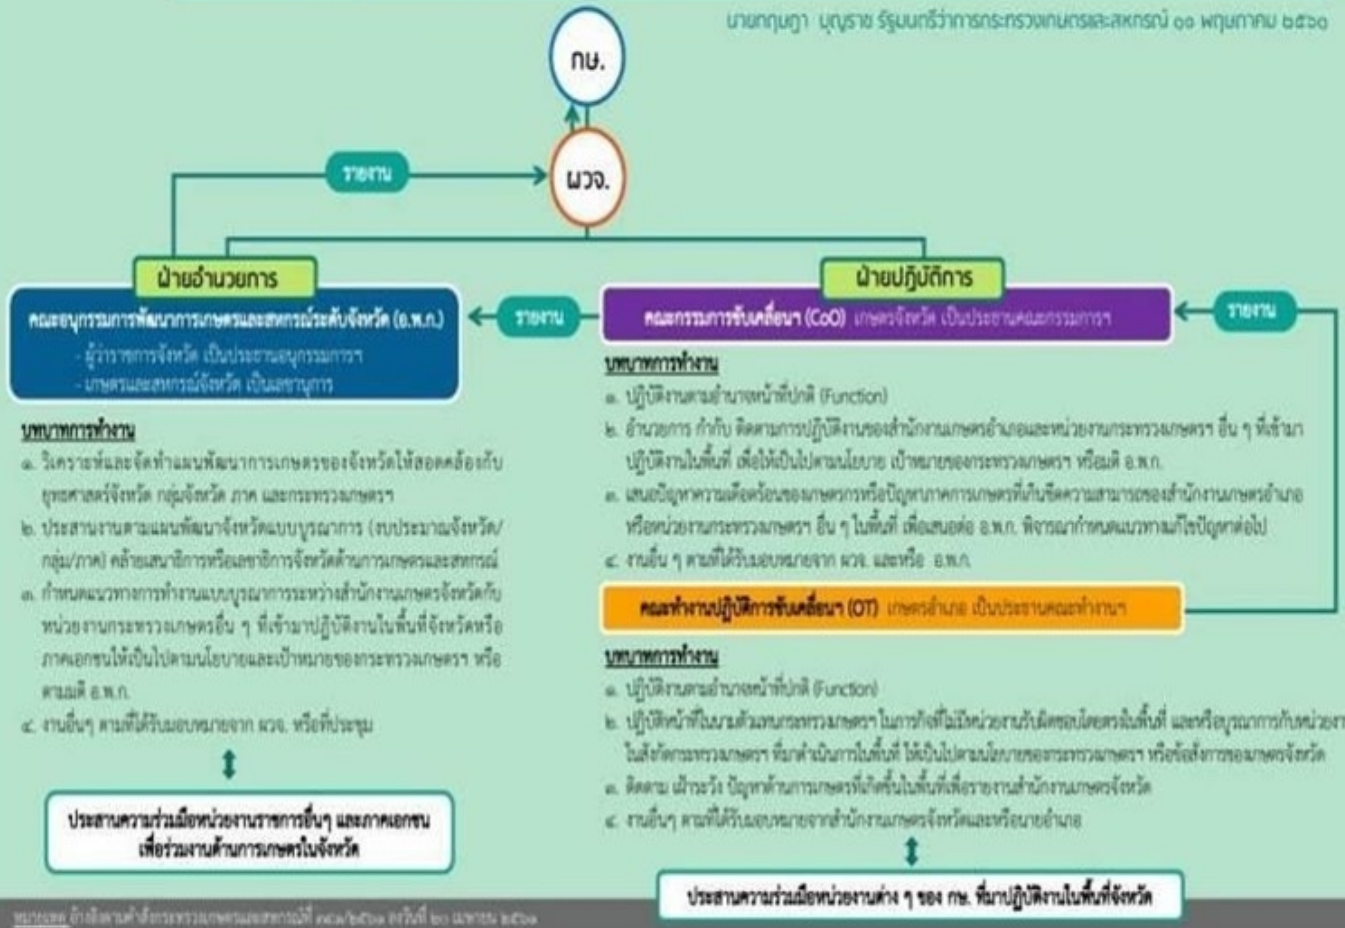 นายกฤษฎา บุญราช รัฐมนตรีว่าการกระทรวงเกษตรและสหกรณ์ ๑๑ พฤษภาคม ๒๕๖๑
กษ.
รายงาน
ผวจ.
ฝ่ายอำนวยการ
คณะอนุกรรมการพัฒนาการเกษตรและสหกรณ์ระดับจังหวัด (อ.พ.ก.)
- ผู้ว่าราชการจังหวัด เป็นประธานอนุกรรมการฯ
- เกษตรและสหกรณ์จังหวัด เป็นเลขานุการ
บทบาทการทำงาน
๑. วิเคราะห์และจัดทำแผนพัฒนาการเกษตรของจังหวัดให้สอดคล้องกับ
ยุทธศาสตร์จังหวัด กลุ่มจังหวัด ภาค และกระทรวงเกษตรฯ
๒. ประสานงานตามแผนพัฒนาจังหวัดแบบบูรณาการ (งบประมาณจังหวัด/
กลุ่ม/ภาค) คล้ายเสนาธิการหรือเลขาธิการจังหวัดด้านการเกษตรและสหกรณ์
๓. กำหนดแนวทางการทำงานแบบบูรณาการระหว่างสำนักงานเกษตรจังหวัดกับ
หน่วยงานกระทรวงเกษตรอื่น ๆ ที่เข้ามาปฏิบัติงานในพื้นที่จังหวัดหรือ
ภาคเอกชนให้เป็นไปตามนโยบายและเป้าหมายของกระทรวงเกษตรฯ หรือ
ตามมติ อ.พ.ก.
๔. งานอื่นๆ ตามที่ได้รับมอบหมายจาก ผวจ. หรือที่ประชุม
ประสานความร่วมมือหน่วยงานราชการอื่นๆ และภาคเอกชน
เพื่อร่วมงานด้านการเกษตรในจังหวัด
รายงาน
ฝ่ายปฏิบัติการ
คณะกรรมการขับเคลื่อนฯ (CoO) เกษตรจังหวัด เป็นประธานคณะกรรมการฯ
รายงาน
บทบาทการทำงาน
๑. ปฏิบัติงานตามอำนาจหน้าที่ปกติ (Function)
๒. อำนวยการ กำกับ ติดตามการปฏิบัติงานของสำนักงานเกษตรอำเภอและหน่วยงานกระทรวงเกษตรฯ อื่น ๆ ที่เข้ามา
ปฏิบัติงานในพื้นที่ เพื่อให้เป็นไปตามนโยบาย เป้าหมายของกระทรวงเกษตรฯ หรือมติ อ.พ.ก.
๓. เสนอปัญหาความเดือดร้อนของเกษตรกรหรือปัญหาภาคการเกษตรที่เกินขีดความสามารถของสำนักงานเกษตรอำเภอ
หรือหน่วยงานกระทรวงเกษตรฯ อื่น ๆ ในพื้นที่ เพื่อเสนอต่อ อ.พ.ก. พิจารณากำหนดแนวทางแก้ไขปัญหาต่อไป
๔. งานอื่น ๆ ตามที่ได้รับมอบหมายจาก ผวจ. และหรือ อ.พ.ก.
คณะทำงานปฏิบัติการขับเคลื่อนฯ (OT) เกษตรอำเภอ เป็นประธานคณะทำงานฯ
บทบาทการทำงาน
๑. ปฏิบัติงานตามอำนาจหน้าที่ปกติ (Function)
๒. ปฏิบัติหน้าที่ในนามตัวแทนกระทรวงเกษตรฯ ในภารกิจที่ไม่มีหน่วยงานรับผิดชอบโดยตรงในพื้นที่ และหรือบูรณาการกับหน่วยงาน
ในสังกัดกระทรวงเกษตรฯ ที่มาดำเนินการในพื้นที่ ให้เป็นไปตามนโยบายของกระทรวงเกษตรฯ หรือข้อสั่งการของเกษตรจังหวัด
๓. ติดตาม เฝ้าระวัง ปัญหาด้านการเกษตรที่เกิดขึ้นในพื้นที่เพื่อรายงานสำนักงานเกษตรจังหวัด
๔. งานอื่นๆ ตามที่ได้รับมอบหมายจากสำนักงานเกษตรจังหวัดและหรือนายอำเภอ
ประสานความร่วมมือหน่วยงานต่าง ๆ ของ กษ. ที่มาปฏิบัติงานในพื้นที่จังหวัด
หมายเหตุ อ้างอิงตามคำสั่งกระทรวงเกษตรและสหกรณ์ที่ ลงวันที่ ๒๐ เมษายน ๒๕๖๑